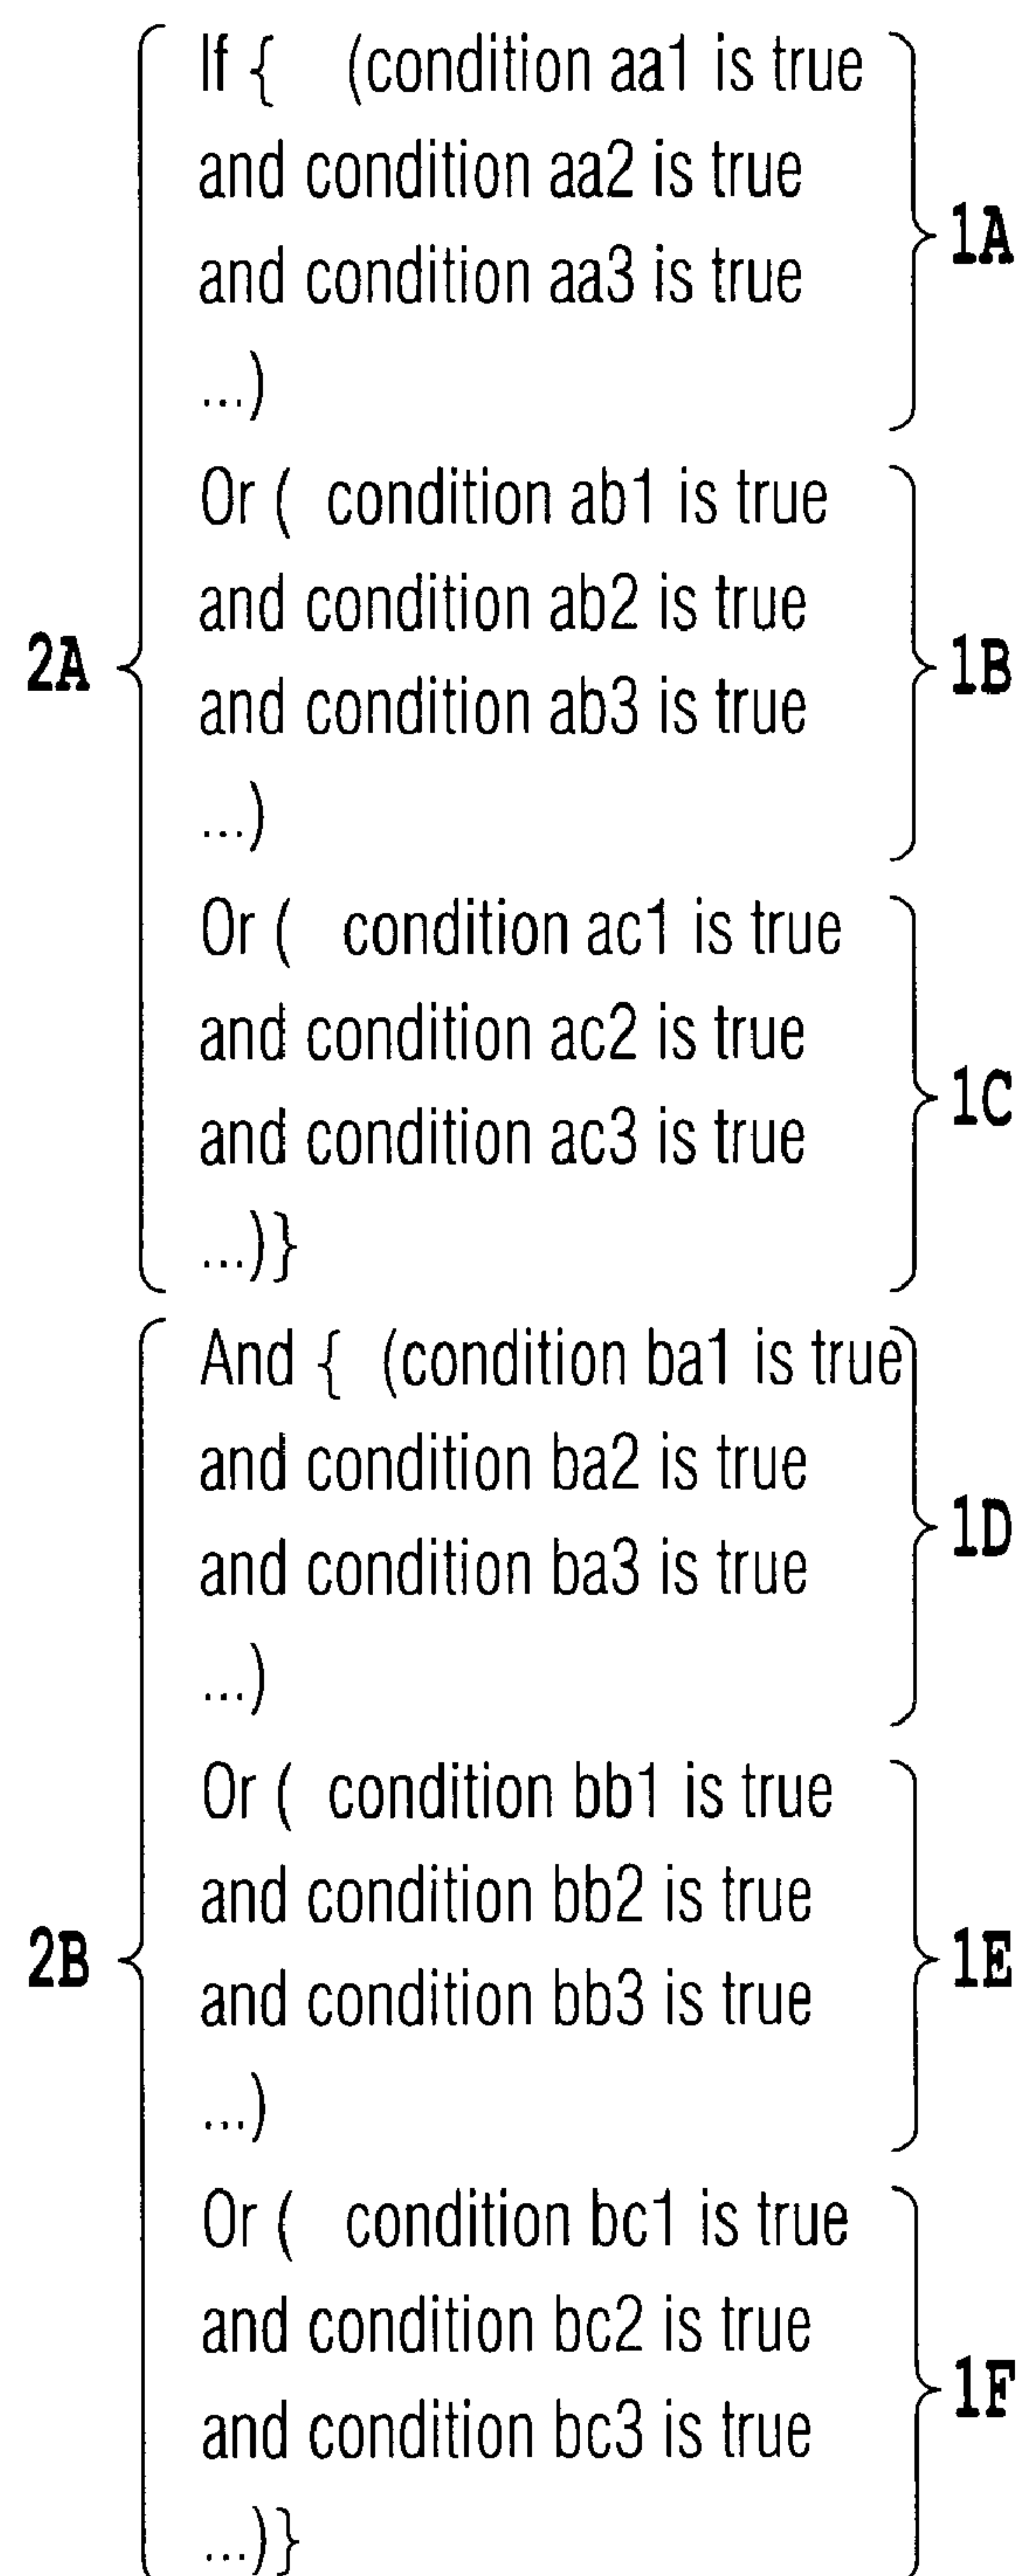 If { (condition aa1 is true
and condition aa2 is true
and condition aa3 is true
1A
...)
Or ( condition ab1 is true
and condition ab2 is true
2A
and condition ab3 is true
1B
...)
Or ( condition ac1 is true
and condition ac2 is true
and condition ac3 is true
1C
...)}
And { (condition ba1 is true
and condition ba2 is true
and condition ba3 is true
1D
...)
Or ( condition bb1 is true
and condition bb2 is true
2B
and condition bb3 is true
1E
...)
Or ( condition bc1 is true
and condition bc2 is true
and condition bc3 is true
1F
...)}